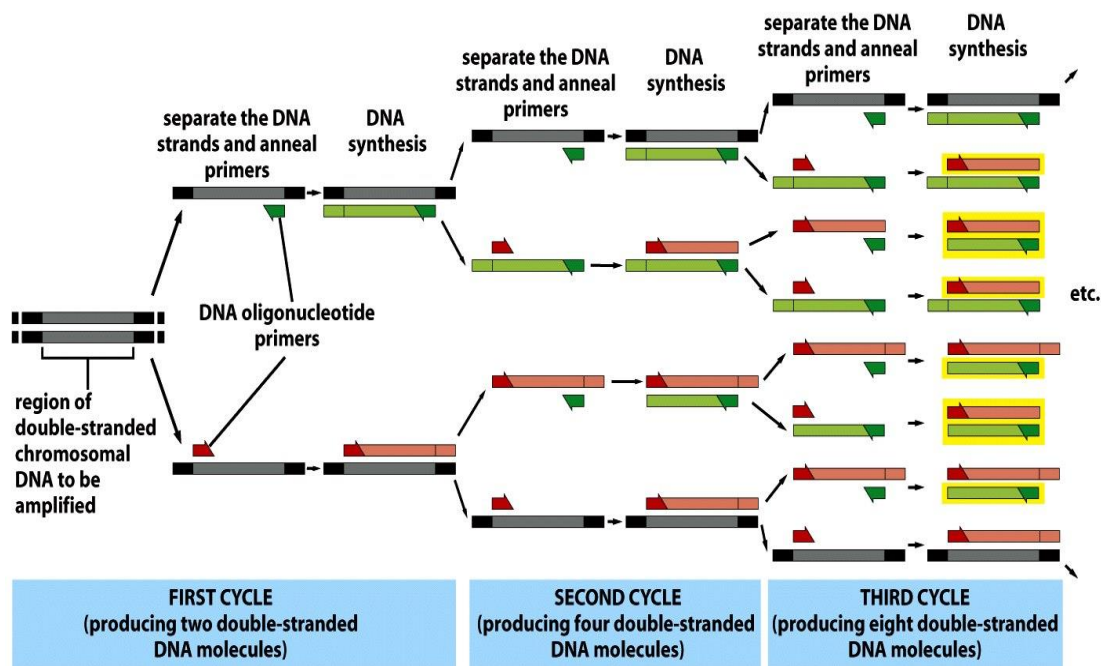 separate the DNA
strands and anneal
primers
DNA
synthesis
separate the DNA
strands and anneal
primers
DNA
synthesis
separate the DNA
strands and anneal
primers
DNA
synthesis
DNA oligonucleotide
primers
etc.
region of
double-stranded
chromosomal
DNA to be
amplified
FIRST CYCLE
(producing two double-stranded
DNA molecules)
SECOND CYCLE
(producing four double-stranded
DNA molecules)
THIRD CYCLE
(producing eight double-stranded
DNA molecules)